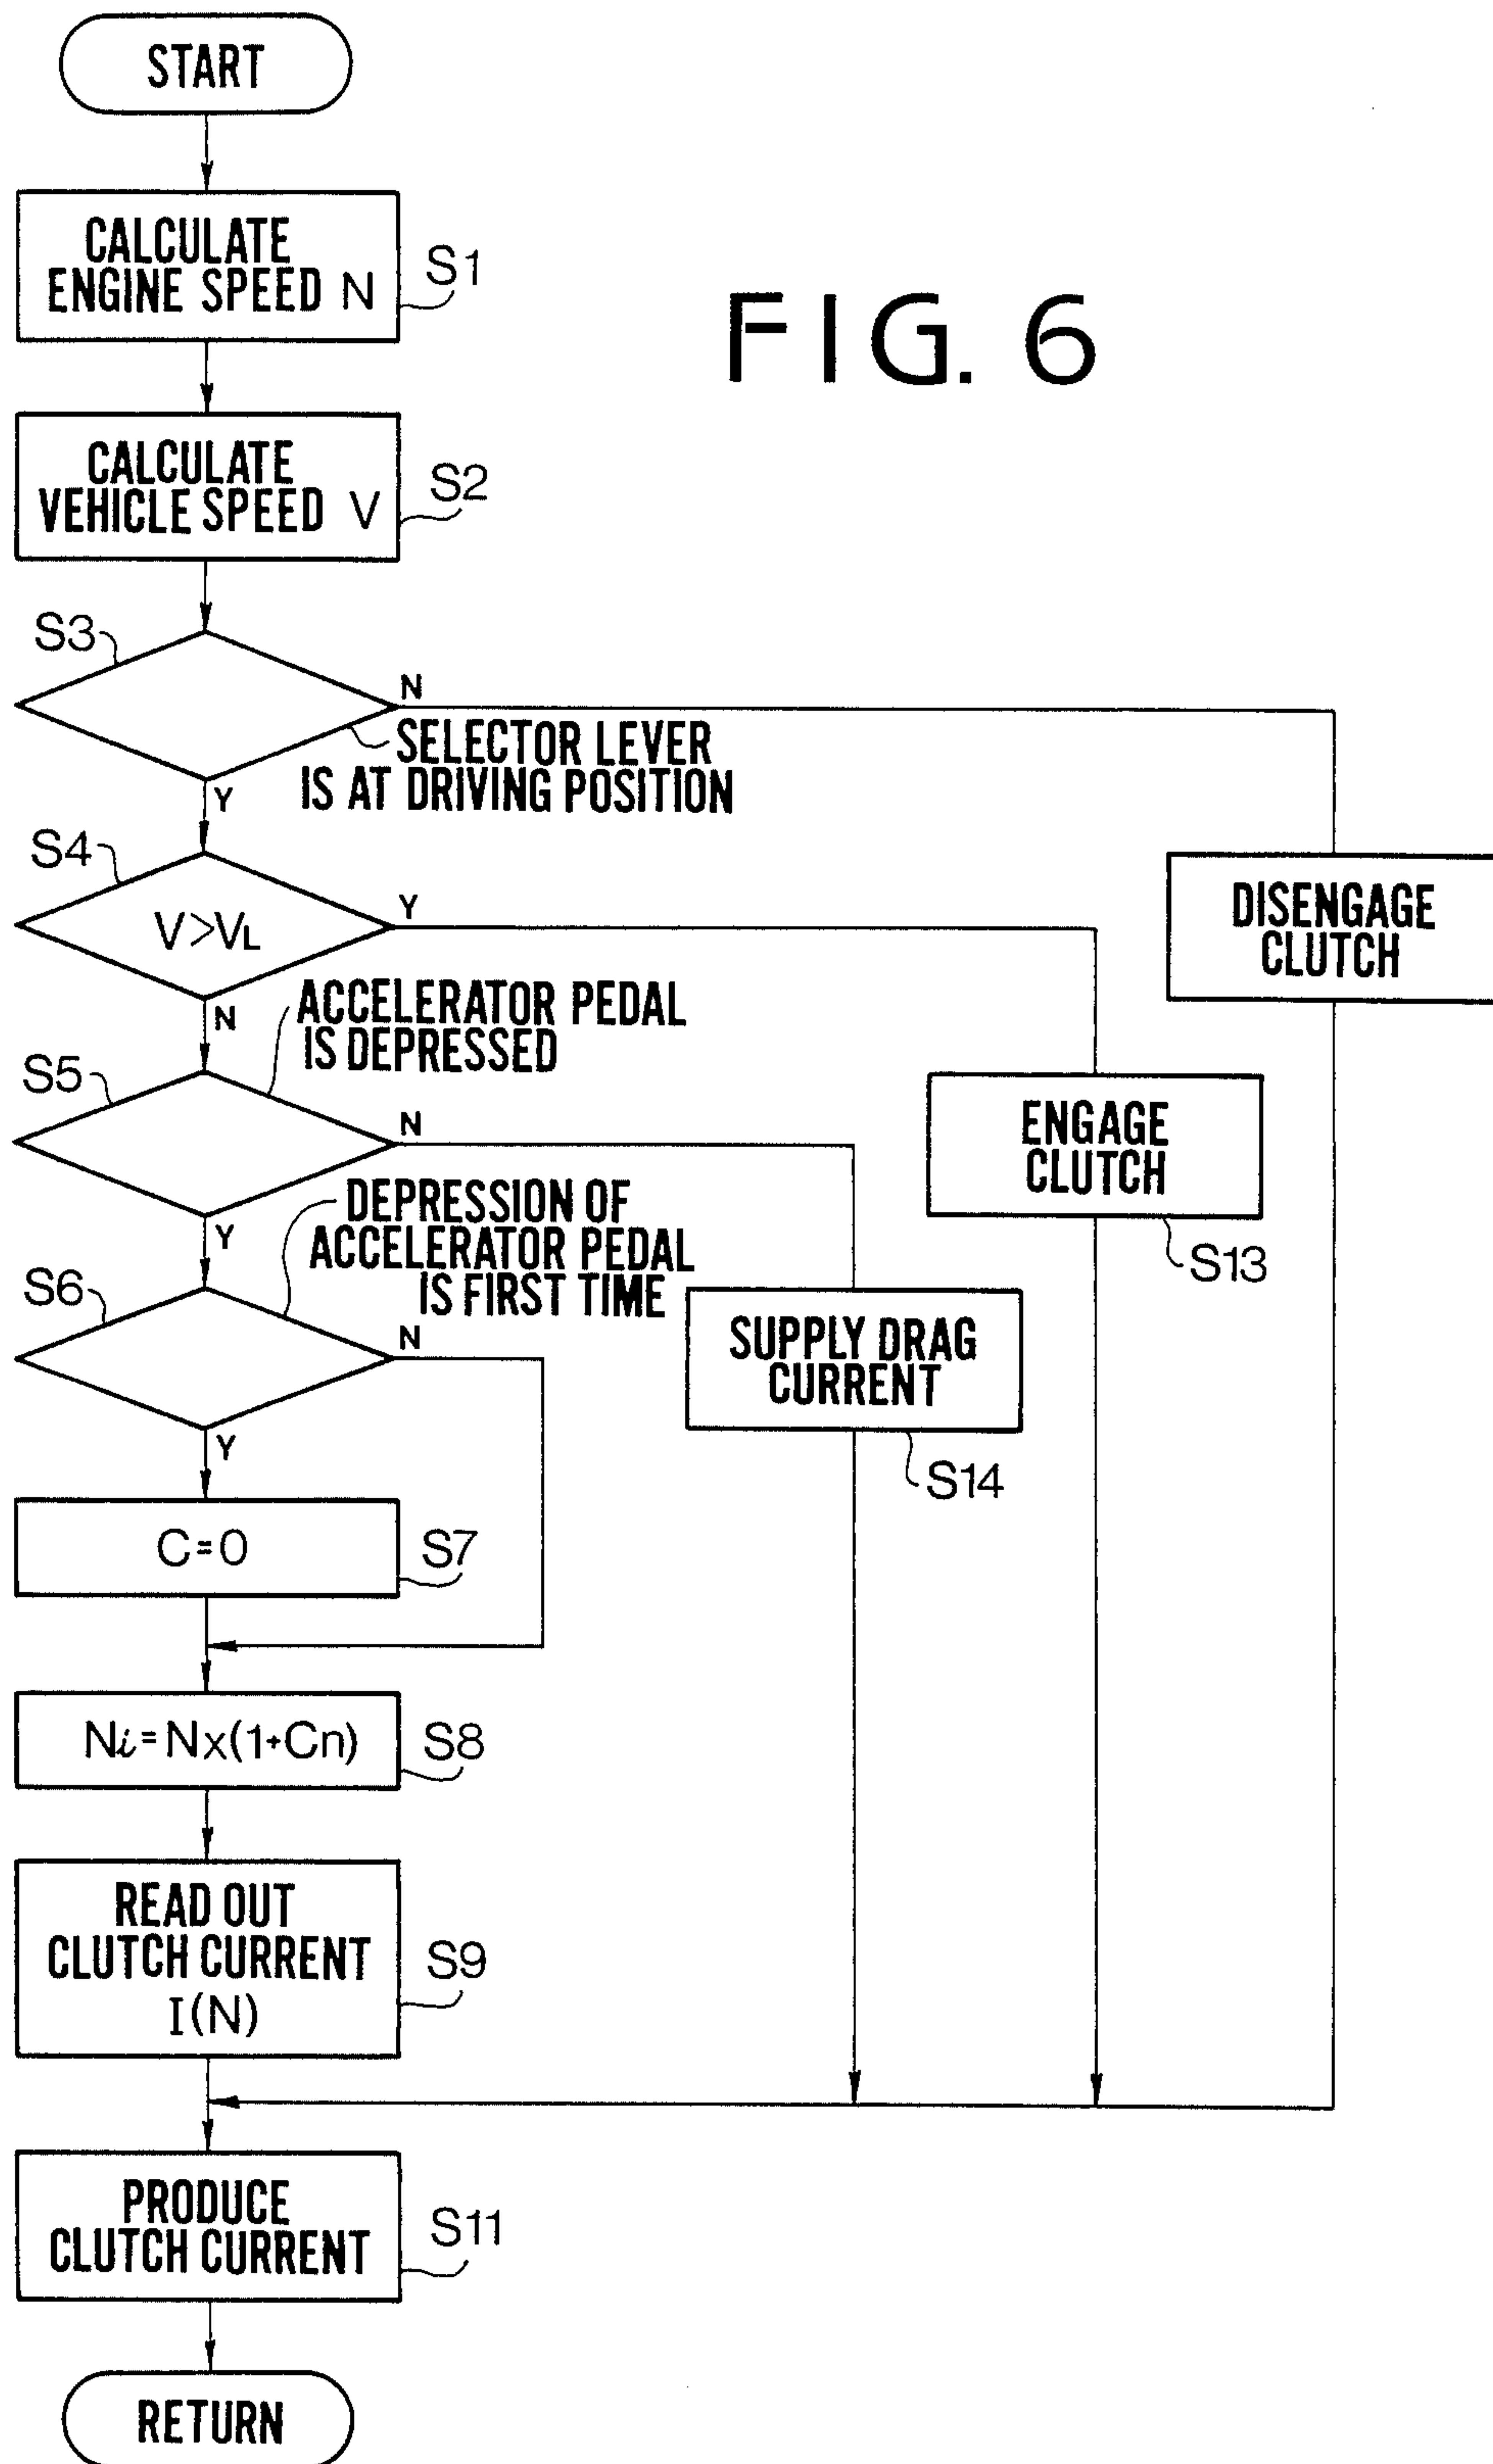 START
CALCULATE
ENGINE SPEED N
S1
FIG. 6
CALCULATE
VEHICLE SPEED V
S2
S3
N
SELECTOR LEVER
IS AT DRIVING POSITION
Y
S4
V>VL
Y
DISENGAGE
CLUTCH
N
ACCELERATOR PEDAL
IS DEPRESSED
S5
N
ENGAGE
CLUTCH
S13
Y
DEPRESSION OF
ACCELERATOR PEDAL
IS FIRST TIME
S6
N
SUPPLY DRAG
CURRENT
S14
Y
C=0
S7
Ni=Nx(1+Cn)
S8
READ OUT
CLUTCH CURRENT
I(N)
S9
PRODUCE
CLUTCH CURRENT
S11
RETURN